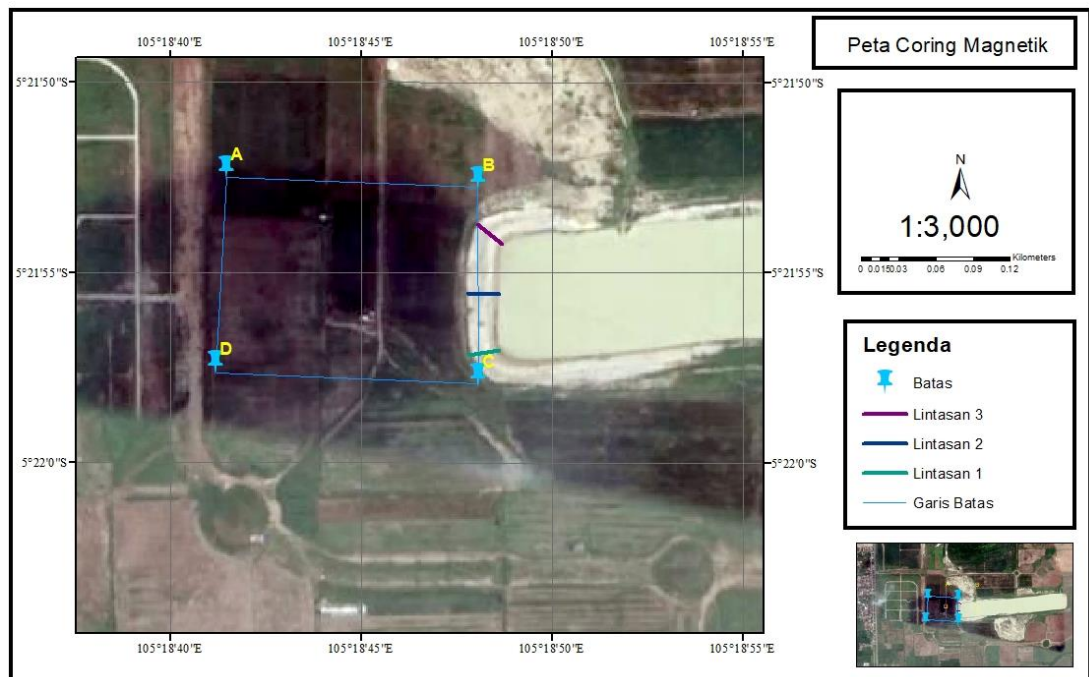 Peta Coring Magnetik
105°18'40"E
105°18'45"E
105°18'50"E
105°18'55"E
5°21'50"S
5°21'50"S
A
B
N
1:3,000
Kilometers
0 0.0150.03 0.06 0.09 0.12
5°21'55"S
5°21'55"S
D
C
Legenda
Batas
Lintasan 3
Lintasan 2
Lintasan 1
Garis Batas
5°22'0"S
5°22'0"S
105°18'40"E
105°18'45"E
105°18'50"E
105°18'55"E